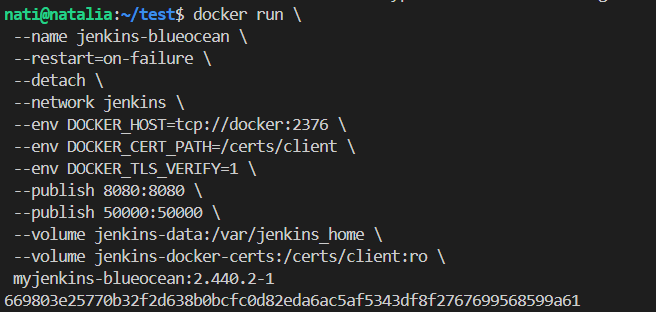 nati@natalia:~/test$ docker run \
--name jenkins-blueocean \
--restart=on-failure \
--detach \
--network jenkins \
--env DOCKER_HOST=tcp://docker:2376 \
--env DOCKER_CERT_PATH=/certs/client \
--env DOCKER_TLS_VERIFY=1 \
--publish 8080:8080 \
--publish 50000:50000 \
--volume jenkins-data:/var/jenkins_home \
--volume jenkins-docker-certs:/certs/client:ro \
myjenkins-blueocean:2.440.2-1
669803e25770b32f2d638b0bcfc0d82eda6ac5af5343df8f2767699568599a61